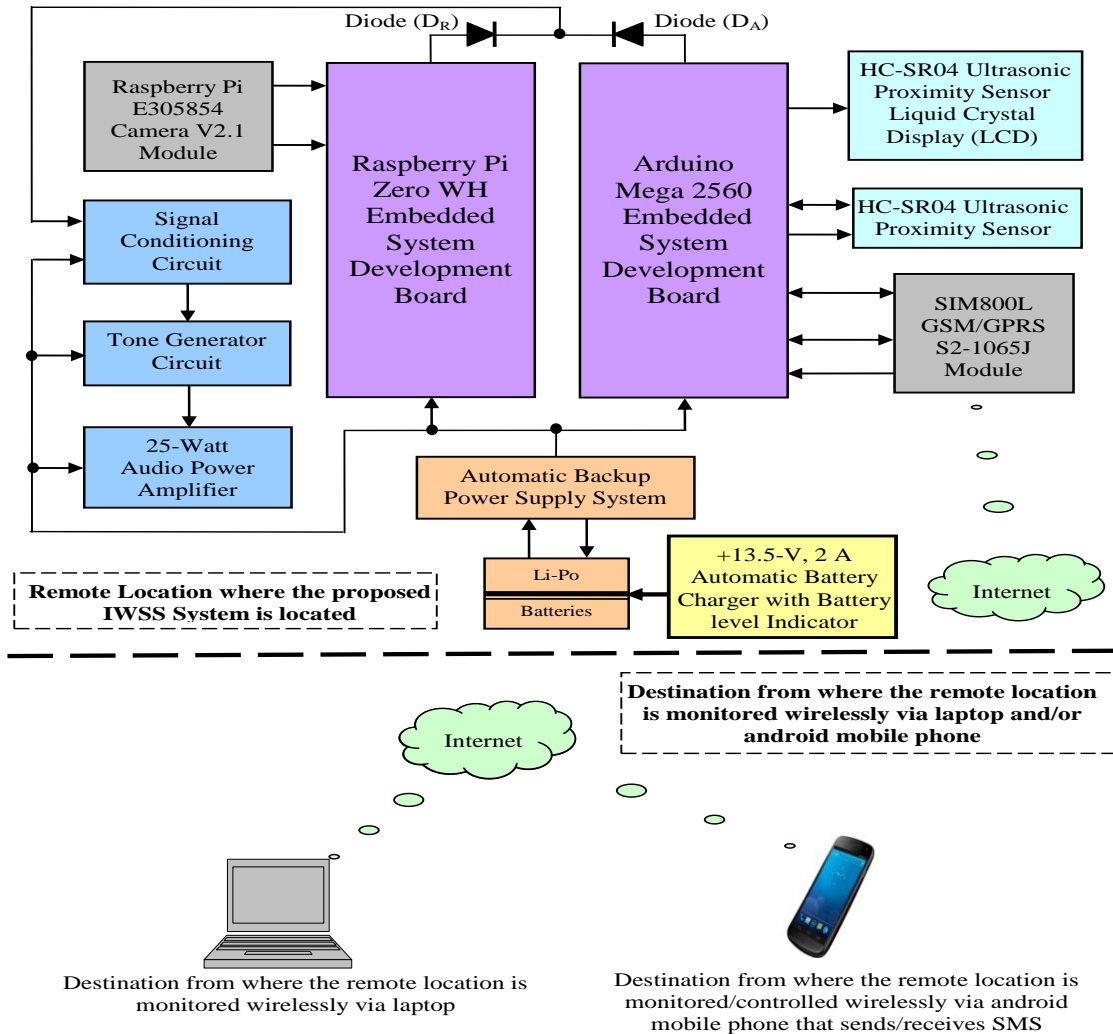 Diode (DR)
Diode (DA)
Raspberry Pi
E305854
Camera V2.1
Module
Raspberry Pi
Zero WH
Embedded
System
Development
Board
Arduino
Mega 2560
Embedded
System
Development
Board
HC-SR04 Ultrasonic
Proximity Sensor
Liquid Crystal
Display (LCD)
HC-SR04 Ultrasonic
Proximity Sensor
SIM800L
GSM/GPRS
S2-1065J
Module
Signal
Conditioning
Circuit
Tone Generator
Circuit
25-Watt
Audio Power
Amplifier
Automatic Backup
Power Supply System
Li-Po
Batteries
+13.5-V, 2 A
Automatic Battery
Charger with Battery
level Indicator
Internet
Remote Location where the proposed
IWSS System is located
Destination from where the remote location
is monitored wirelessly via laptop and/or
android mobile phone
Internet
Destination from where the remote location is
monitored wirelessly via laptop
Destination from where the remote location is
monitored/controlled wirelessly via android
mobile phone that sends/receives SMS